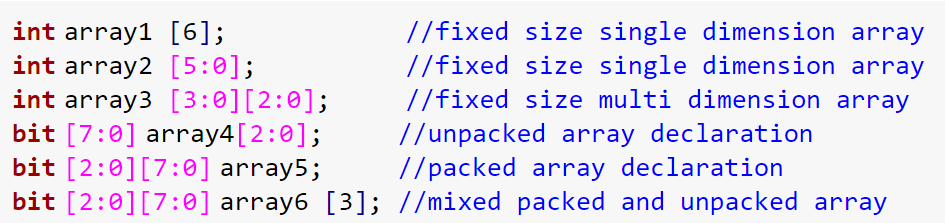 int array1 [6]; //fixed size single dimension array
int array2 [5:0]; //fixed size single dimension array
int array3 [3:0][2:0]; //fixed size multi dimension array
bit [7:0] array4[2:0]; //unpacked array declaration
bit [2:0][7:0] array5; //packed array declaration
bit [2:0][7:0] array6 [3]; //mixed packed and unpacked array